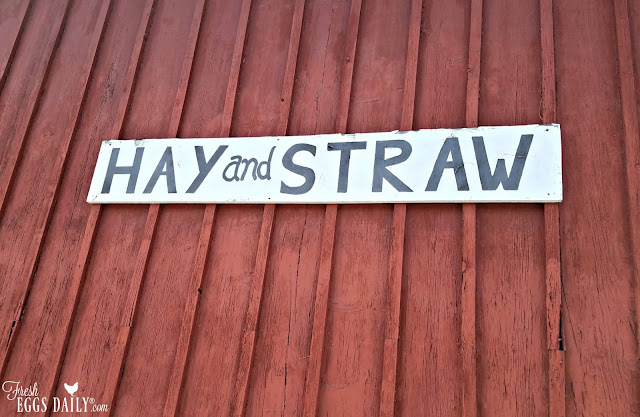 HAY and STRAW
Fresh
EGGS DAILY®.com